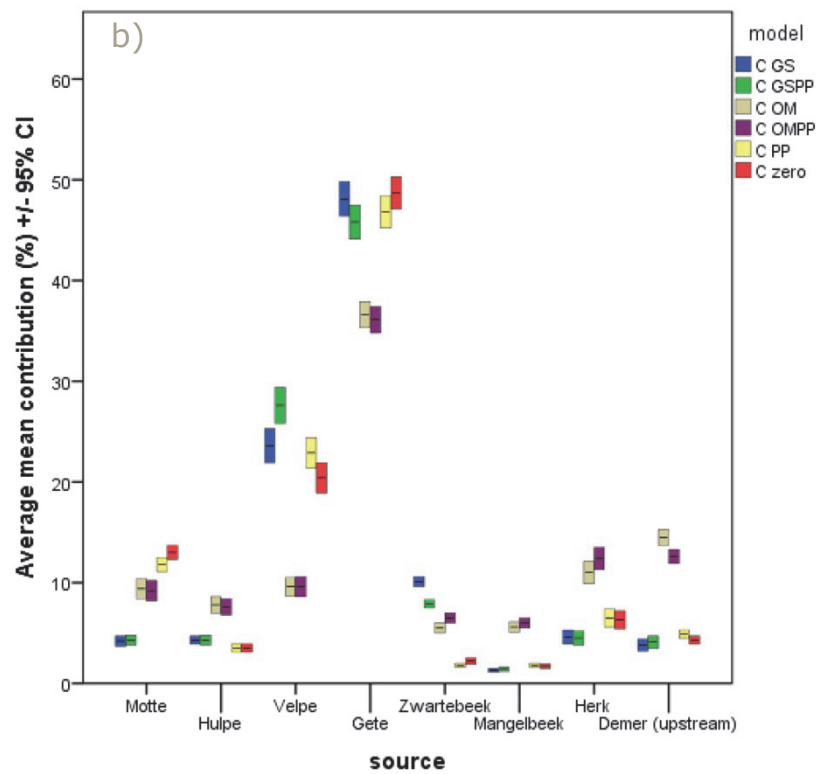 b)
model
C GS
C GSPP
C OM
C OMPP
C PP
C zero
Average mean contribution (%) +/- 95% CI
60
50
40
30
20
10
0
Motte
Hulpe
Velpe
Gete
Zwartebeek
Mangelbeek
Herk
Demer (upstream)
source